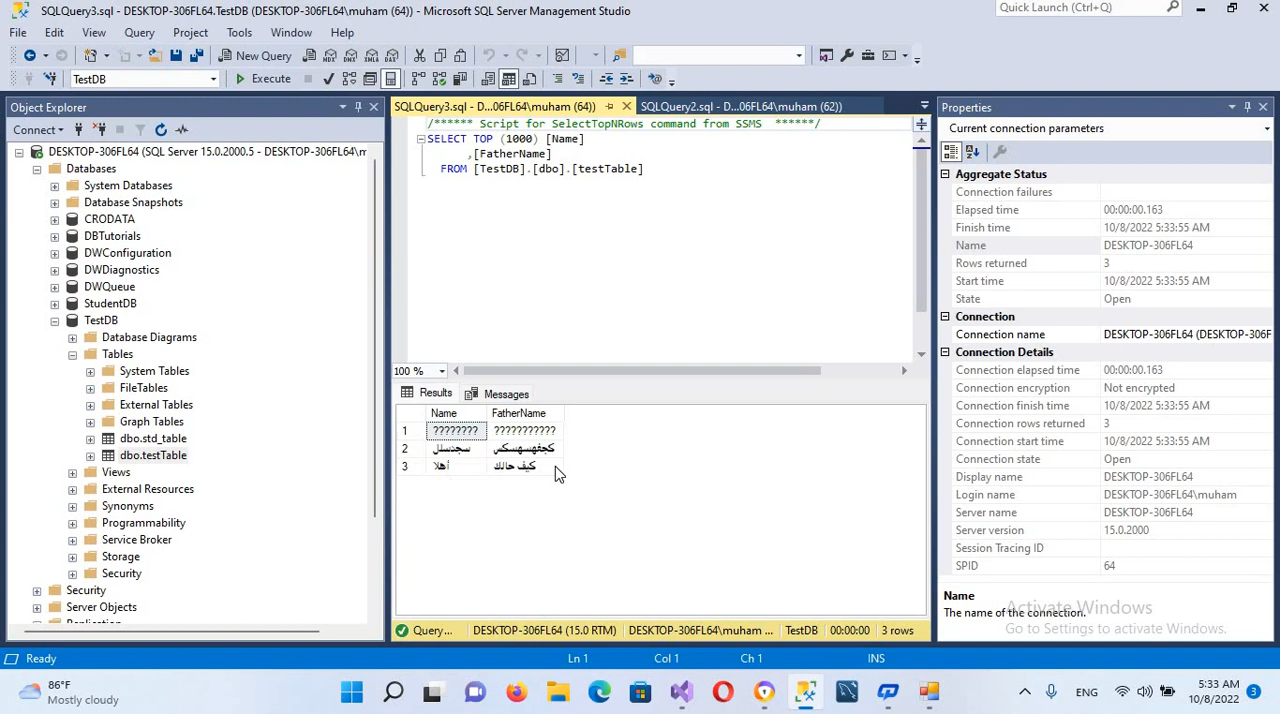 SQLQuery3.sql - DESKTOP-306FL64.TestDB (DESKTOP-306FL64\muham (64)) - Microsoft SQL Server Management Studio
Quick Launch (Ctrl+Q)
File Edit View Query Project Tools Window Help
New Query MDX DMX XMLA DAX
TestDB Execute
Object Explorer
Connect
DESKTOP-306FL64 (SQL Server 15.0.2000.5 - DESKTOP-306FL64\m
Databases
System Databases
Database Snapshots
CRODATA
DBTutorials
DWConfiguration
DWDiagnostics
DWQueue
StudentDB
TestDB
Database Diagrams
Tables
System Tables
FileTables
External Tables
Graph Tables
dbo.std_table
dbo.testTable
Views
External Resources
Synonyms
Programmability
Service Broker
Storage
Security
Security
Server Objects
SQLQuery3.sql - D...06FL64\muham (64)) SQLQuery2.sql - D...06FL64\muham (62))
/****** Script for SelectTopNRows command from SSMS ******/
SELECT TOP (1000) [Name]
,[FatherName]
FROM [TestDB].[dbo].[testTable]
100 %
Results Messages
Name FatherName
1 ???????? ???????????
2 سجدسلل كجفهسهسكس
3 أهلا كيف حالك
Query... DESKTOP-306FL64 (15.0 RTM) DESKTOP-306FL64\muham ... TestDB 00:00:00 3 rows
Properties
Current connection parameters
Aggregate Status
Connection failures
Elapsed time 00:00:00.163
Finish time 10/8/2022 5:33:55 AM
Name DESKTOP-306FL64
Rows returned 3
Start time 10/8/2022 5:33:55 AM
State Open
Connection
Connection name DESKTOP-306FL64 (DESKTOP-306F
Connection Details
Connection elapsed time 00:00:00.163
Connection encryption Not encrypted
Connection finish time 10/8/2022 5:33:55 AM
Connection rows returned 3
Connection start time 10/8/2022 5:33:55 AM
Connection state Open
Display name DESKTOP-306FL64
Login name DESKTOP-306FL64\muham
Server name DESKTOP-306FL64
Server version 15.0.2000
Session Tracing ID
SPID 64
Name
The name of the connection.
Activate Windows
Go to Settings to activate Windows.
Ready Ln 1 Col 1 Ch 1 INS
86°F
Mostly cloudy
ENG
5:33 AM
10/8/2022
3